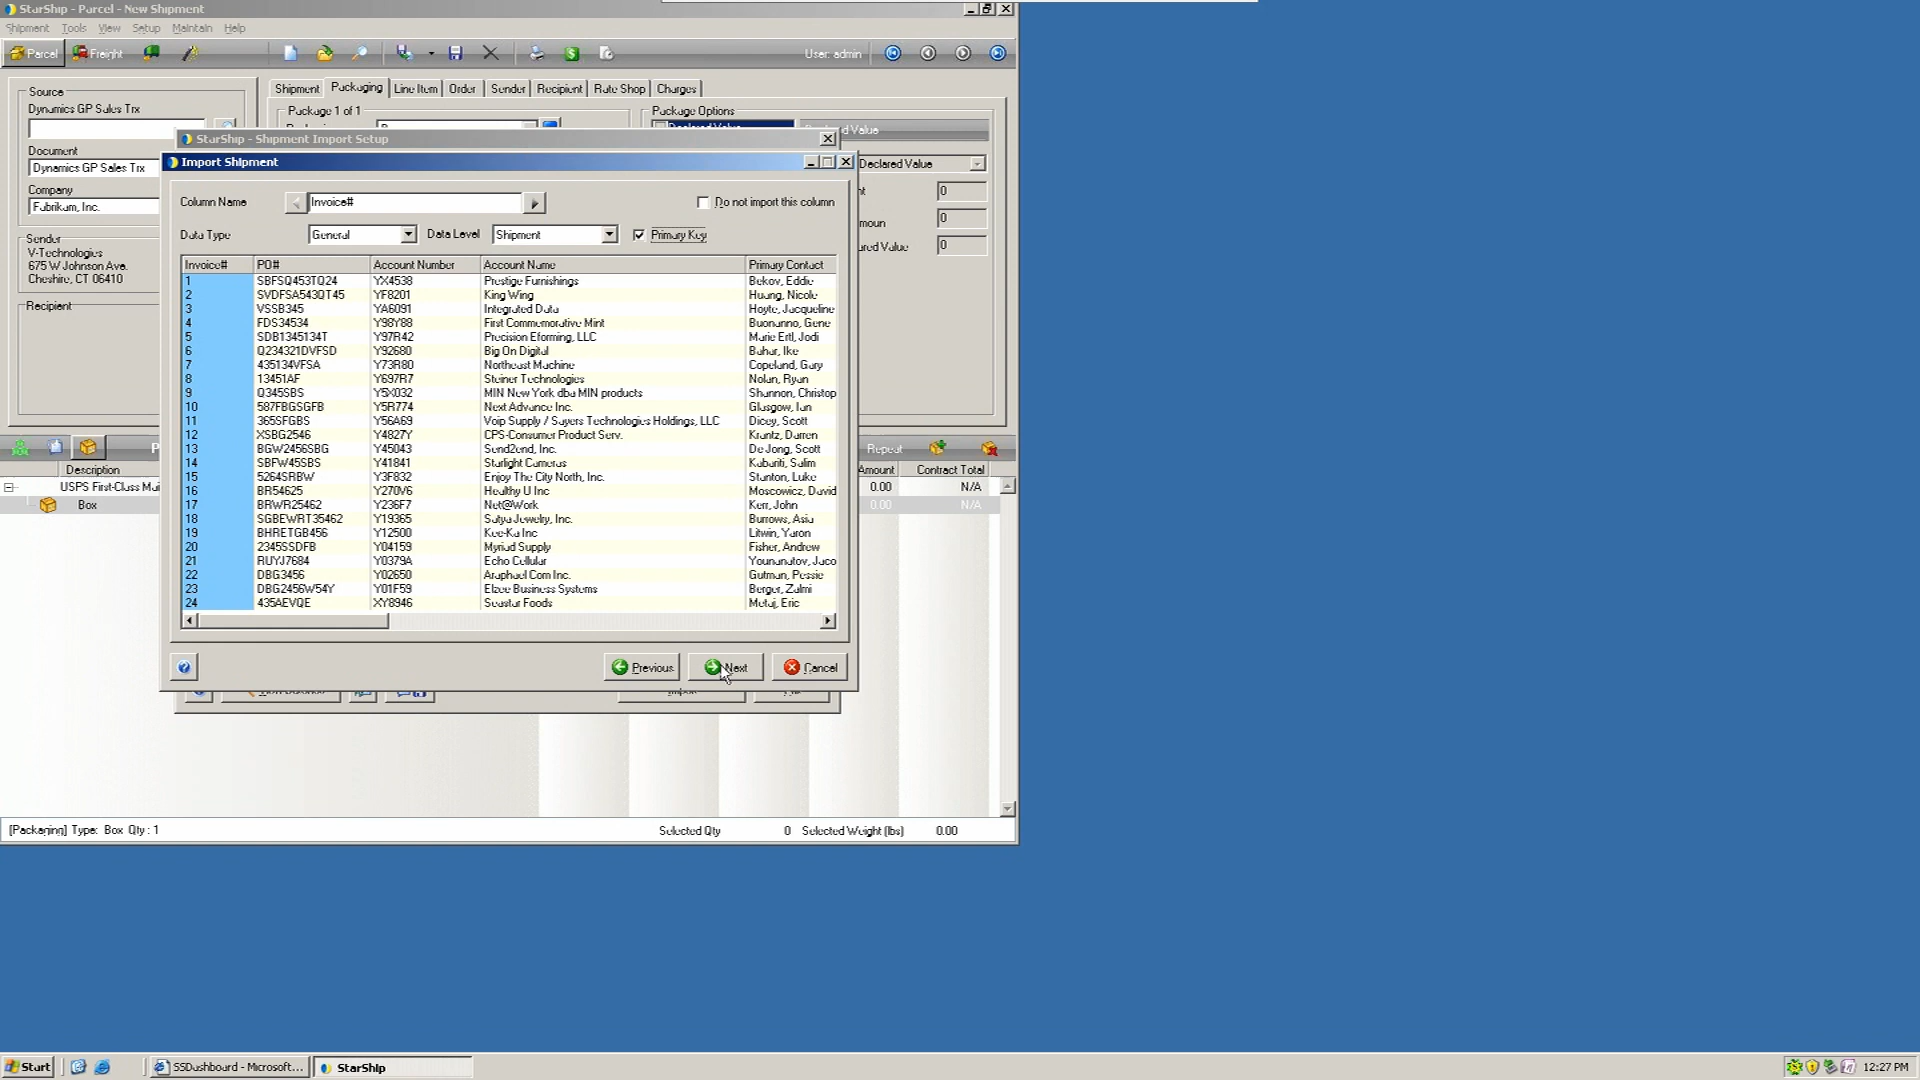 StarShip - Parcel - New Shipment
Shipment Tools View Setup Maintain Help
Parcel Freight User: admin
Source
Dynamics GP Sales Trx
Document
Dynamics GP Sales Trx
Company
Fabrikam, Inc.
Sender
V-Technologies
675 W Johnson Ave.
Cheshire, CT 06410
Recipient
Shipment Packaging Line Item Order Sender Recipient Rate Shop Charges
Package 1 of 1
Package Options
Declared Value
StarShip - Shipment Import Setup
Import Shipment
Column Name Invoice# Do not import this column
Data Type General Data Level Shipment Primary Key
Invoice# PO# Account Number Account Name Primary Contact
1 SBFSQ453TQ24 YX4538 Prestige Furnishings Bekov, Eddie
2 SVDFSA543QT45 YF8201 King Wing Huang, Nicole
3 VSSB345 YA6091 Integrated Data Hoyte, Jacqueline
4 FDS34534 Y98Y88 First Commemorative Mint Buonanno, Gene
5 SDB1345134T Y97R42 Precision Eforming, LLC Marie Ertl, Jodi
6 Q234321DVFSD Y92680 Big On Digital Bahar, Ike
7 435134VFSA Y73R80 Northeast Machine Copeland, Gary
8 13451AF Y697R7 Steiner Technologies Nolan, Ryan
9 Q345SBS Y5X032 MIN New York dba MIN products Shannon, Christop
10 587FBGSGFB Y5R774 Next Advance Inc. Glasgow, Ian
11 365SFGBS Y56A69 Voip Supply / Sayers Technologies Holdings, LLC Dicey, Scott
12 XSBG2546 Y4827Y CPS-Consumer Product Serv. Krantz, Darren
13 BGW2456SBG Y45043 Send2end, Inc. De Jong, Scott
14 SBFW45SBS Y41841 Starlight Cameras Kabariti, Salim
15 5264SRBW Y3F832 Enjoy The City North, Inc. Stanton, Luke
16 BR54625 Y270V6 Healthy U Inc Moscowicz, David
17 BRWR25462 Y236F7 Net@Work Kerr, John
18 SGBEWRT35462 Y19365 Satya Jewelry, Inc. Burrows, Asia
19 BHRETGB456 Y12500 Kee-Ka Inc Litwin, Yaron
20 2345SSDFB Y04159 Myriad Supply Fisher, Andrew
21 RUYJ7684 Y0379A Echo Cellular Younanatov, Jaco
22 DBG3456 Y02650 Araphael Com Inc. Gutman, Pessie
23 DBG2456W54Y Y01F59 Elzee Business Systems Berger, Zalmi
24 435AEVQE XY8946 Seastar Foods Metaj, Eric
Previous Next Cancel
d Value
Declared Value
nt 0
moun 0
ared Value 0
P Repeat
Description Amount Contract Total
USPS First-Class Mai 0.00 N/A
Box 0.00 N/A
[Packaging] Type: Box Qty : 1 Selected Qty 0 Selected Weight (lbs) 0.00
Start SSDashboard - Microsoft... StarShip 12:27 PM